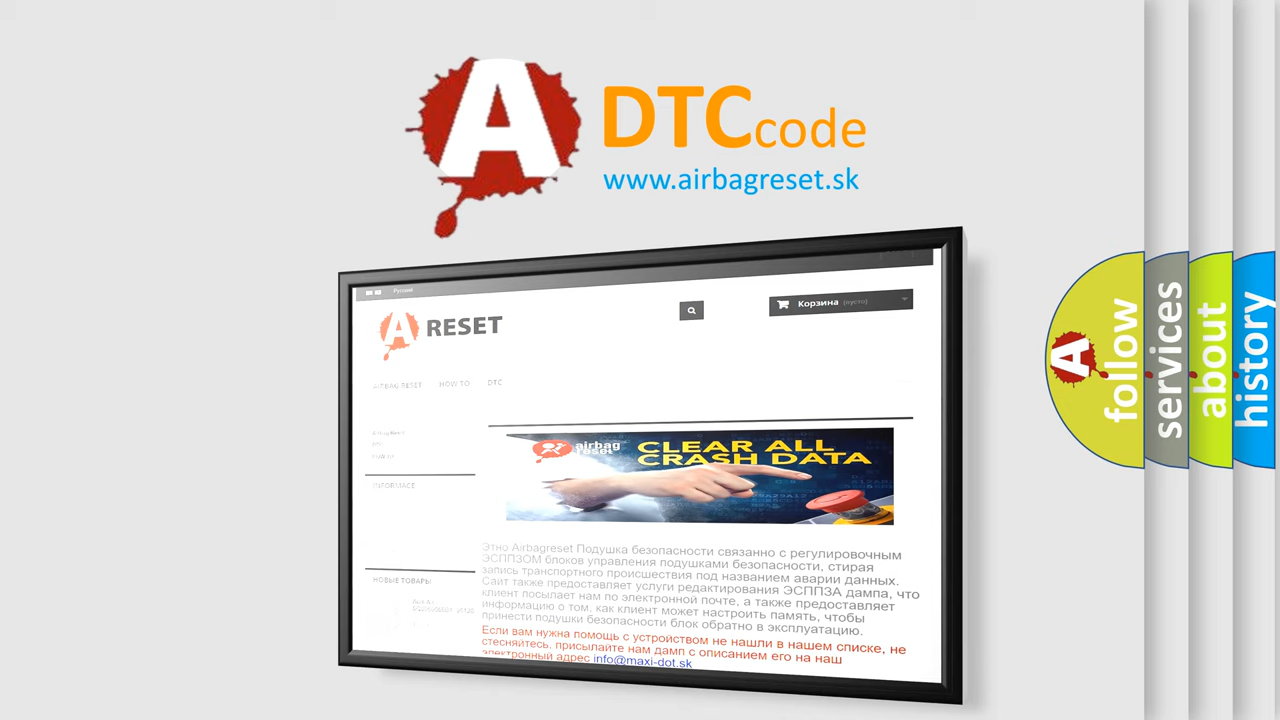 A DTCcode
www.airbagreset.sk
Русский
A RESET
Корзина (пусто)
AIRBAG RESET HOW TO DTC
airbag
reset
CLEAR ALL
CRASH DATA
INFORMACE
Этно Airbagreset Подушка безопасности связанно с регулировочным
ЭСППЗОМ блоков управления подушками безопасности, стирая
запись транспортного происшествия под названием аварии данных.
Сайт также предоставляет услуги редактирования ЭСППЗА дампа, что
клиент посылает нам по электронной почте, а также предоставляет
информацию о том, как клиент может настроить память, чтобы
принести подушки безопасности блок обратно в эксплуатацию.
Если вам нужна помощь с устройством не нашли в нашем списке, не
стесняйтесь, присылайте нам дамп с описанием его на наш
электронный адрес info@maxi-dot.sk
НОВЫЕ ТОВАРЫ
A follow
services
about
history